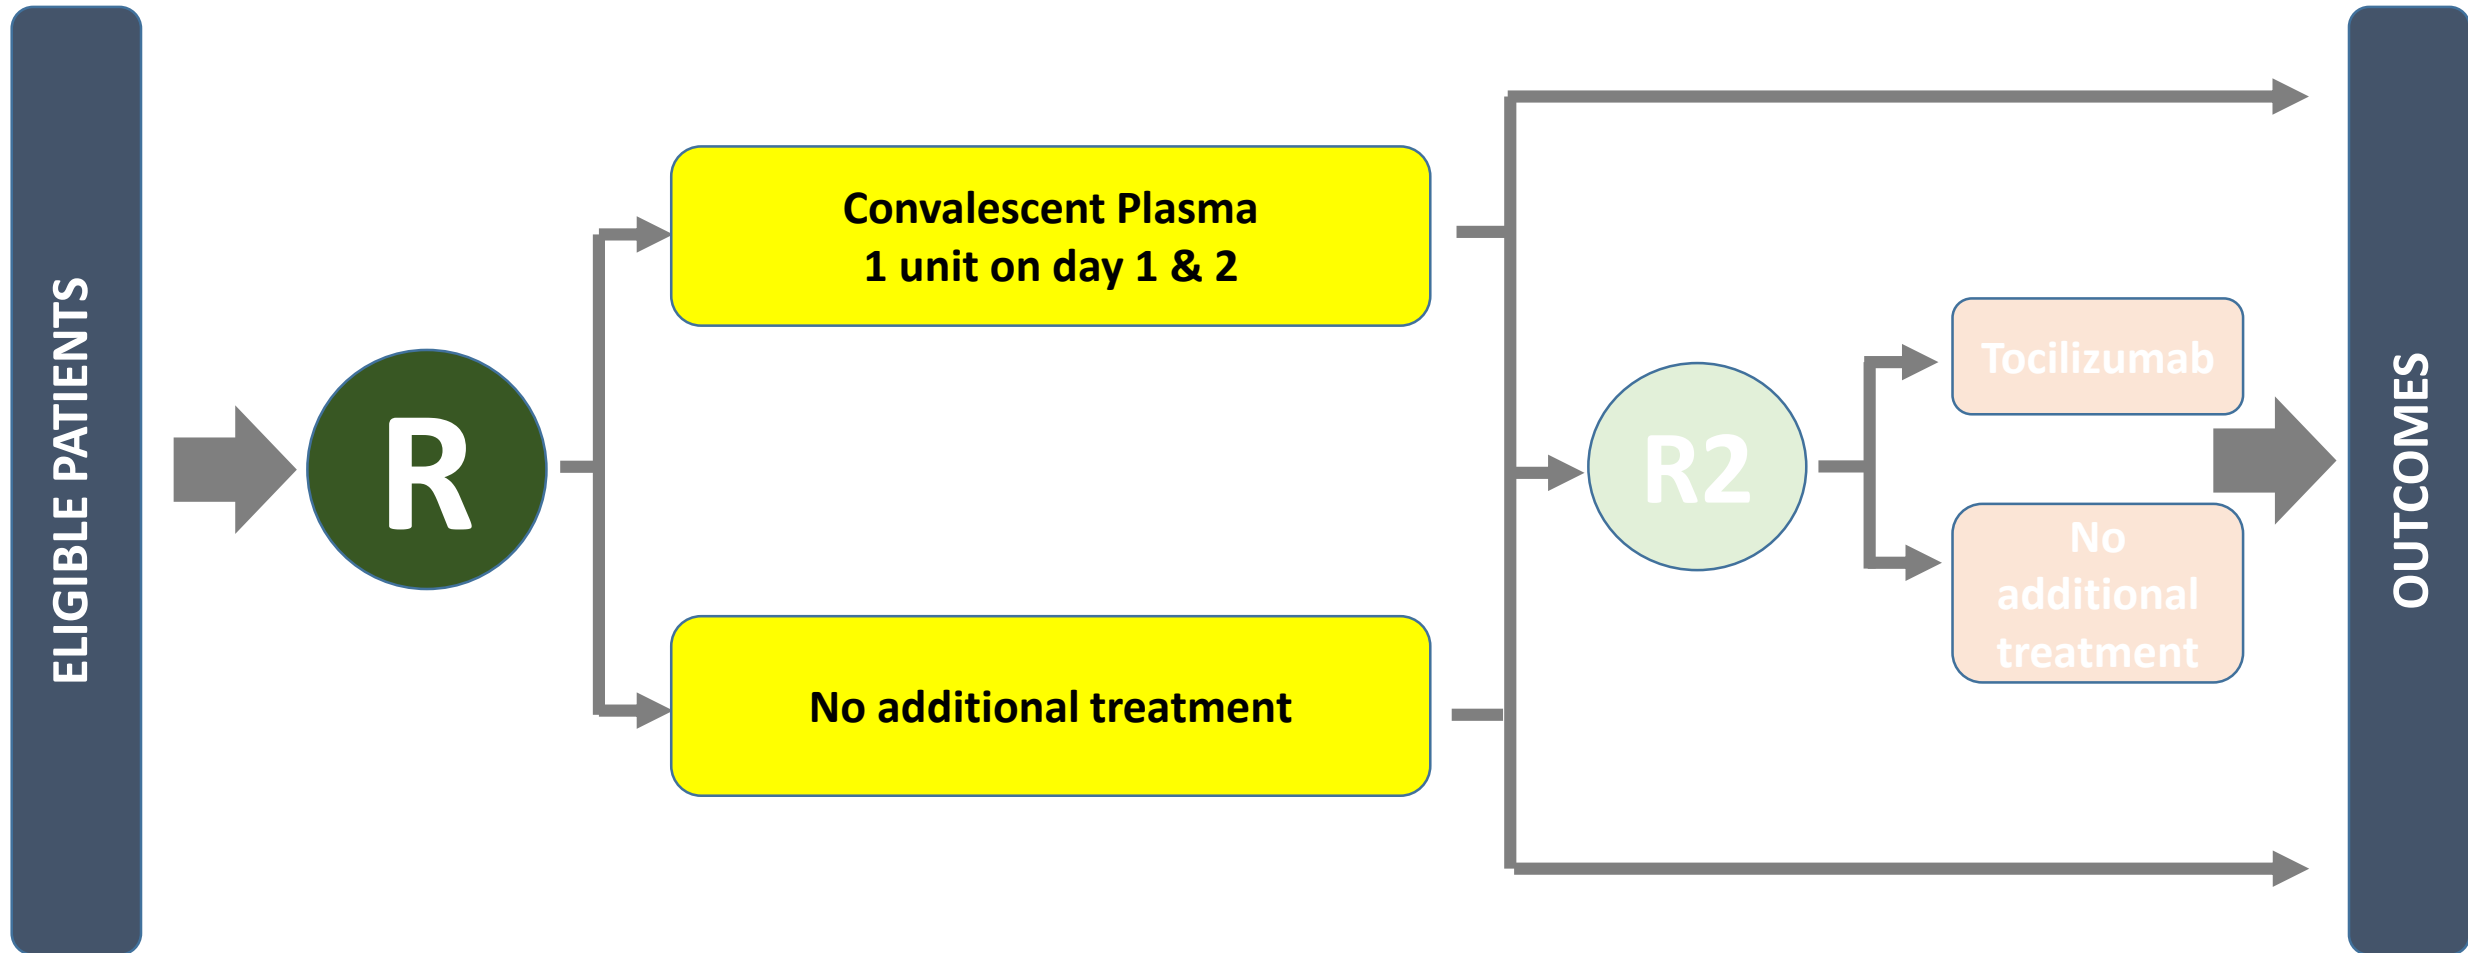 ELIGIBLE PATIENTS
R
Convalescent Plasma
1 unit on day 1 & 2
No additional treatment
R2
Tocilizumab
No
additional
treatment
OUTCOMES